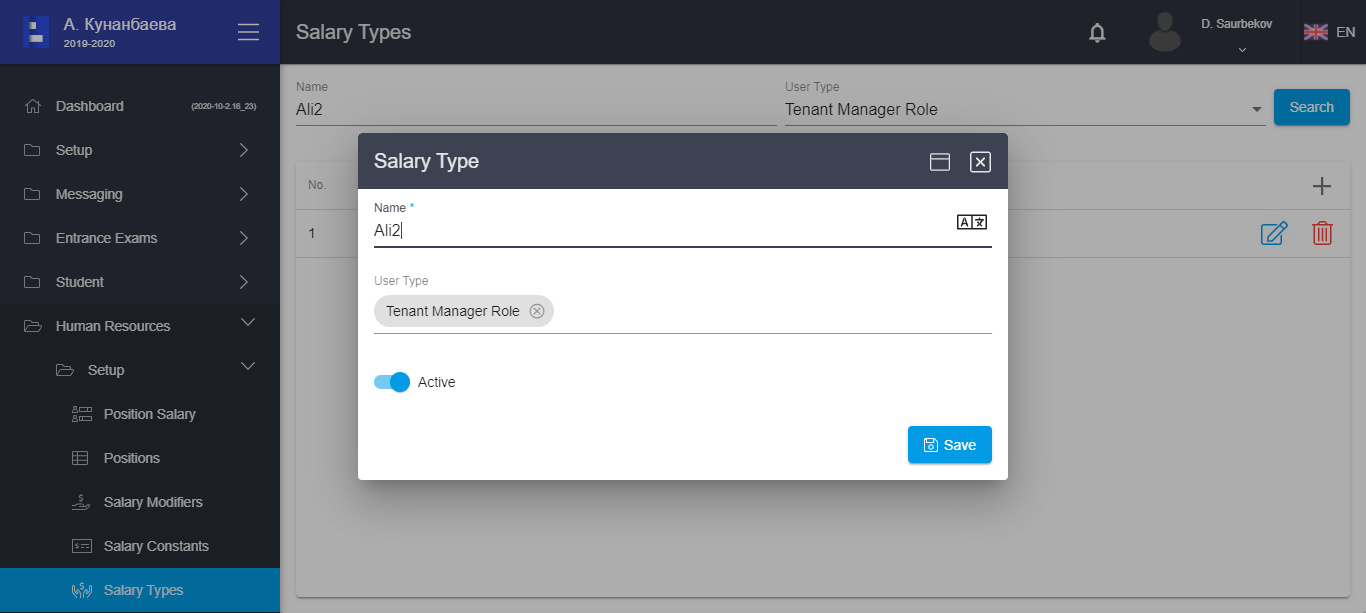 А. Кунанбаева
2019-2020
Salary Types
D. Saurbekov
EN
Dashboard
(2020-10-2.16_23)
Setup
Messaging
Entrance Exams
Student
Human Resources
Setup
Position Salary
Positions
Salary Modifiers
Salary Constants
Salary Types
Name
Ali2
User Type
Tenant Manager Role
Search
No.
1
Salary Type
Name *
Ali2
User Type
Tenant Manager Role
Active
Save